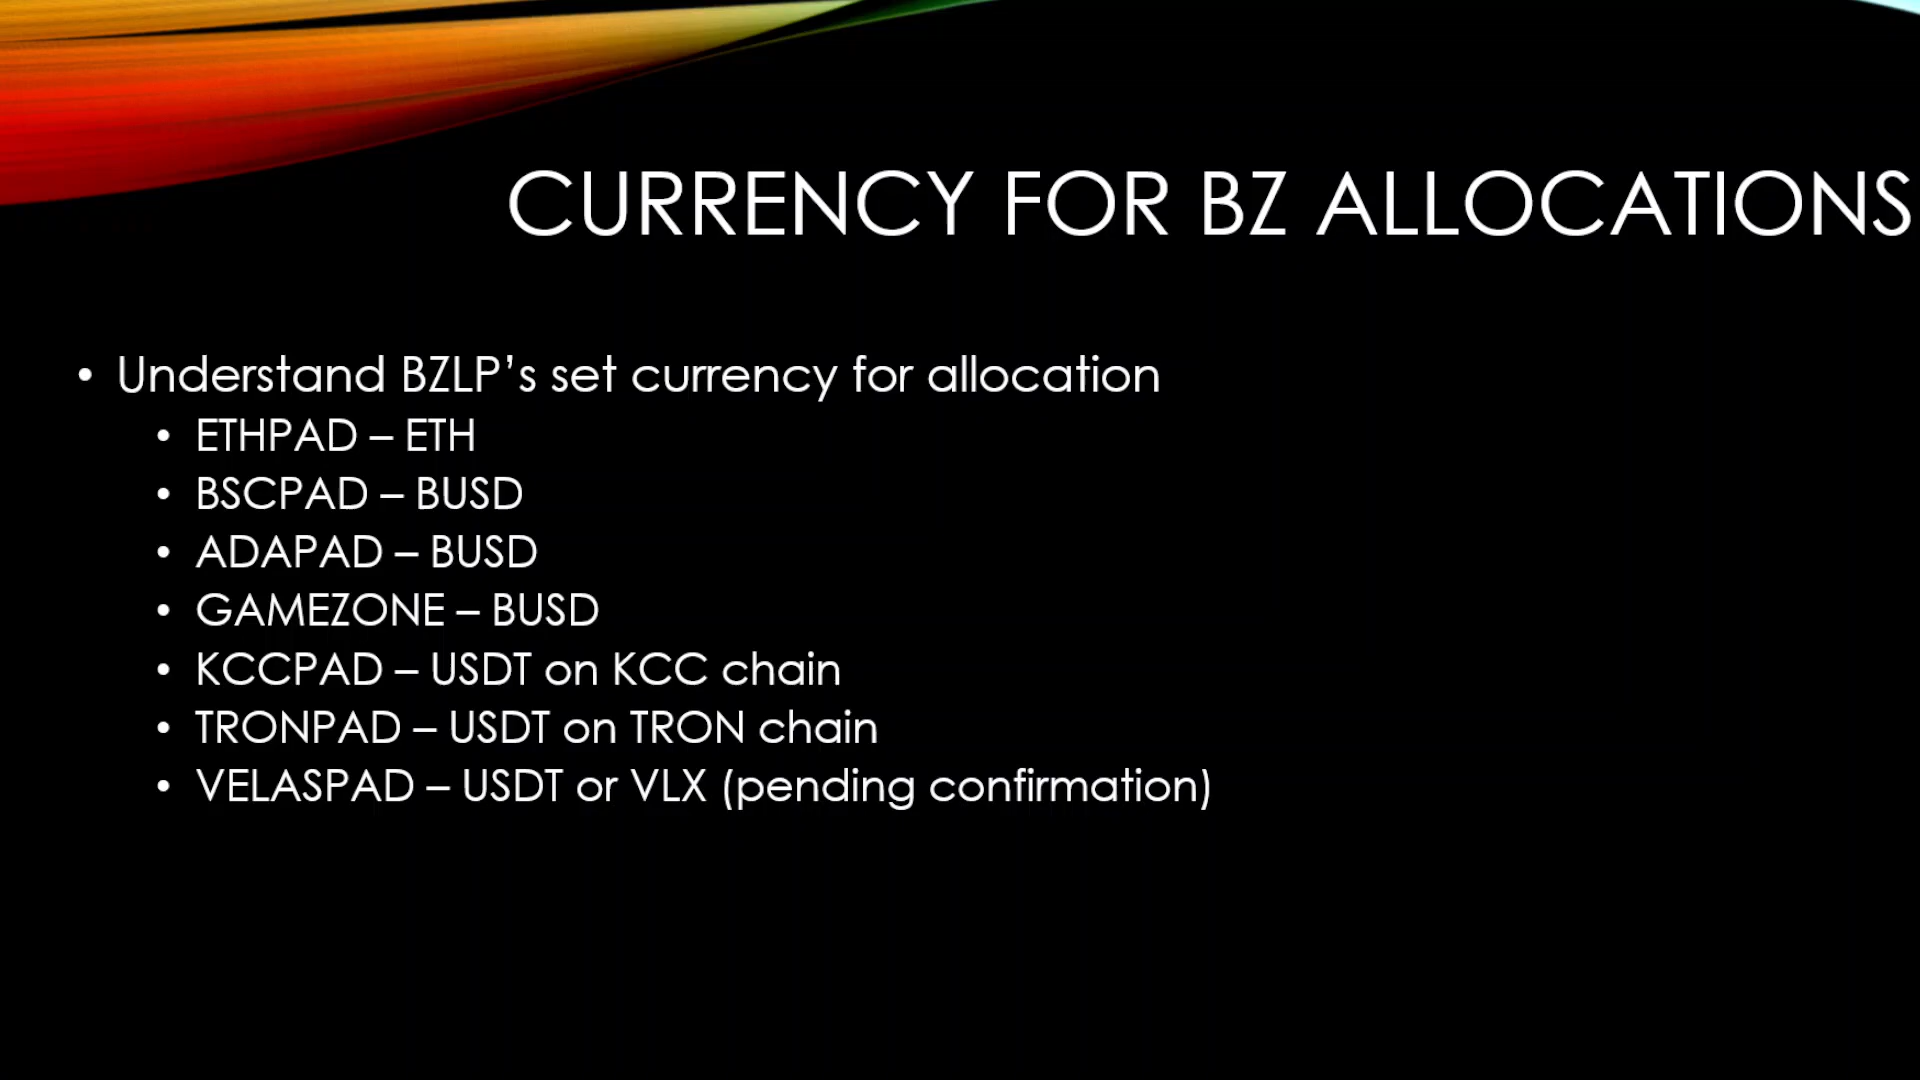 CURRENCY FOR BZ ALLOCATIONS
• Understand BZLP’s set currency for allocation
• ETHPAD – ETH
• BSCPAD – BUSD
• ADAPAD – BUSD
• GAMEZONE – BUSD
• KCCPAD – USDT on KCC chain
• TRONPAD – USDT on TRON chain
• VELASPAD – USDT or VLX (pending confirmation)